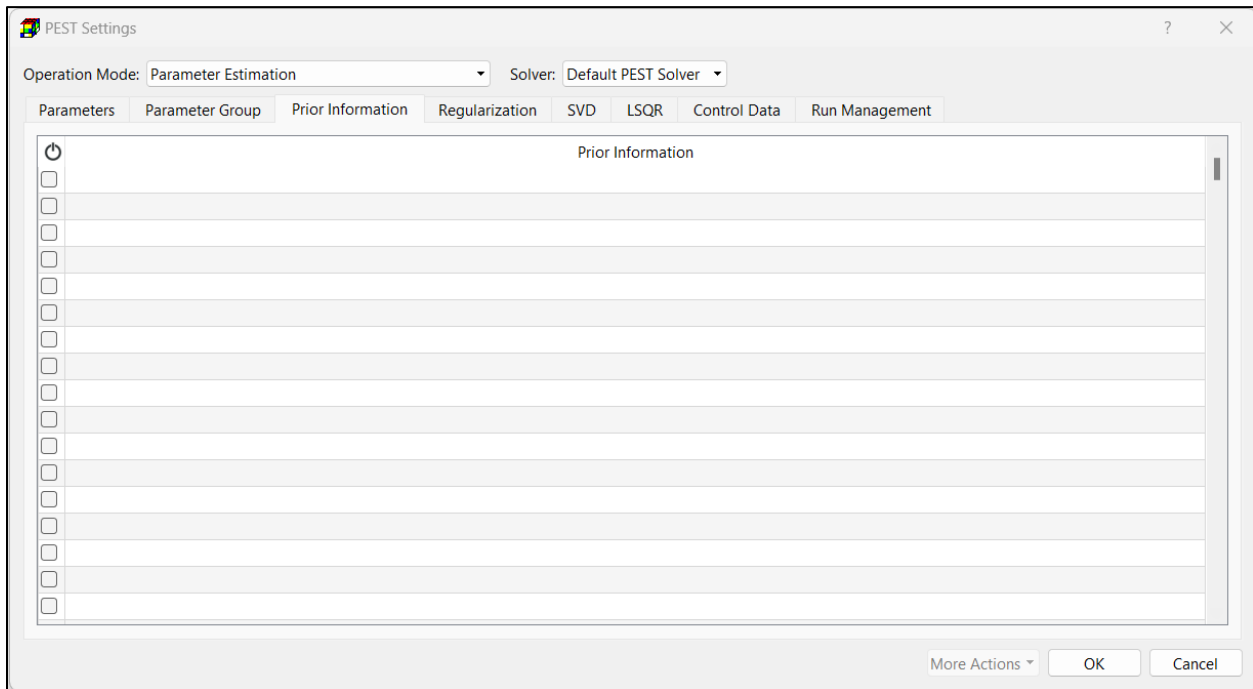 PEST Settings ?
Operation Mode: Parameter Estimation Solver: Default PEST Solver
Parameters Parameter Group Prior Information Regularization SVD LSQR Control Data Run Management
Prior Information
More Actions OK Cancel